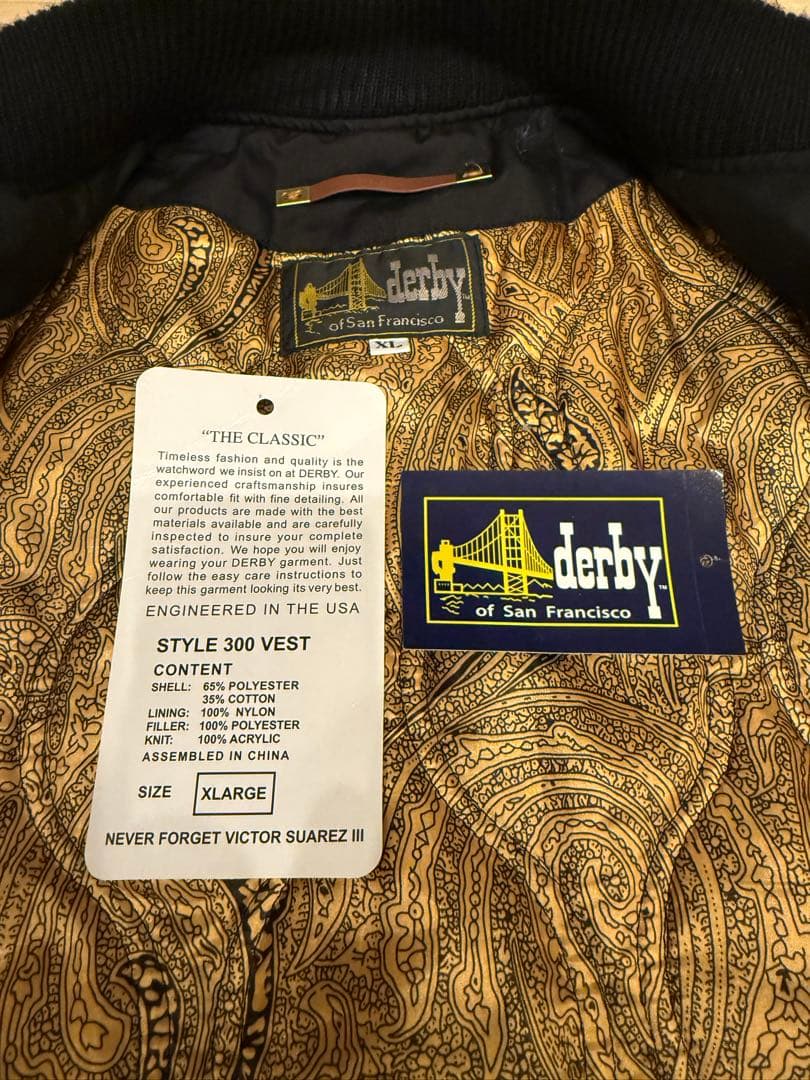 derby
™
of San Francisco
XL
"THE CLASSIC"
Timeless fashion and quality is the
watchword we insist on at DERBY. Our
experienced craftsmanship insures
comfortable fit with fine detailing. All
our products are made with the best
materials available and are carefully
inspected to insure your complete
satisfaction. We hope you will enjoy
wearing your DERBY garment. Just
follow the easy care instructions to
keep this garment looking its very best.
ENGINEERED IN THE USA
STYLE 300 VEST
CONTENT
SHELL: 65% POLYESTER
35% COTTON
LINING: 100% NYLON
FILLER: 100% POLYESTER
KNIT: 100% ACRYLIC
ASSEMBLED IN CHINA
SIZE XLARGE
NEVER FORGET VICTOR SUAREZ III
derby™
of San Francisco